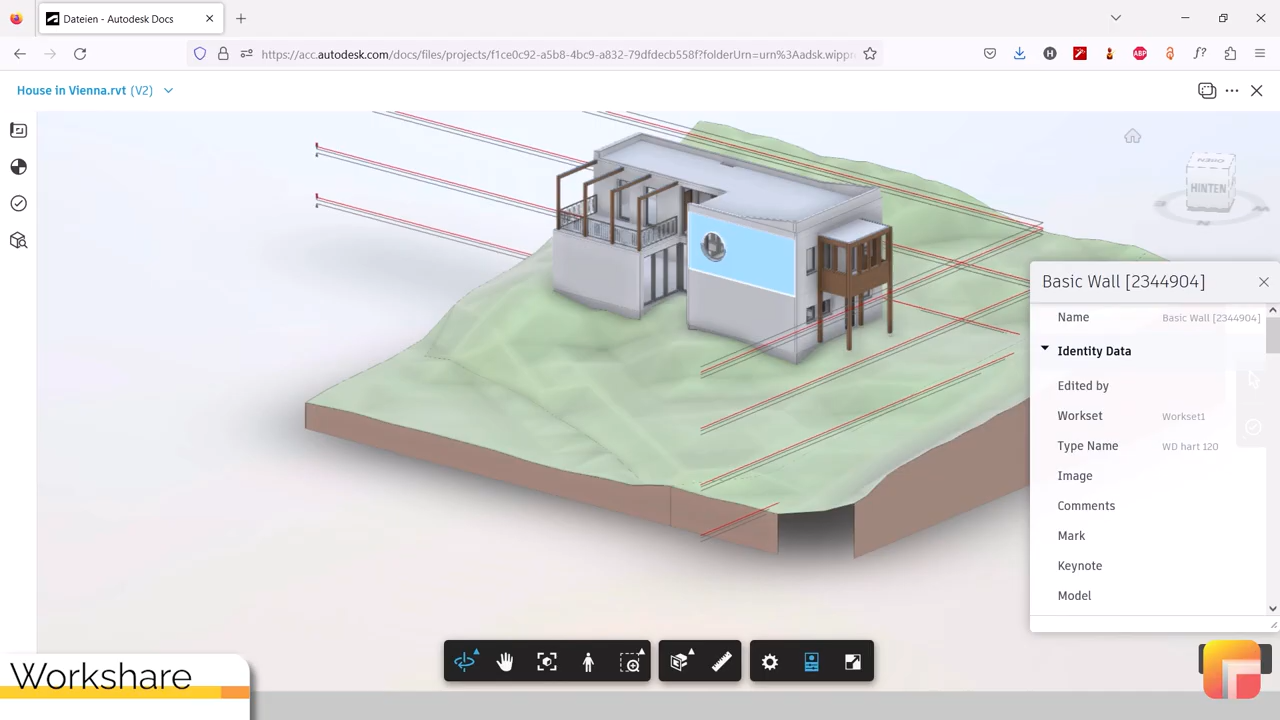 Dateien - Autodesk Docs
https://acc.autodesk.com/docs/files/projects/f1ce0c92-a5b8-4bc9-a832-79dfdecb558f?folderUrn=urn%3Aadsk.wippr
House in Vienna.rvt (V2)
HINTEN
Basic Wall [2344904]
Name Basic Wall [2344904]
Identity Data
Edited by
Workset Workset1
Type Name WD hart 120
Image
Comments
Mark
Keynote
Model
Workshare